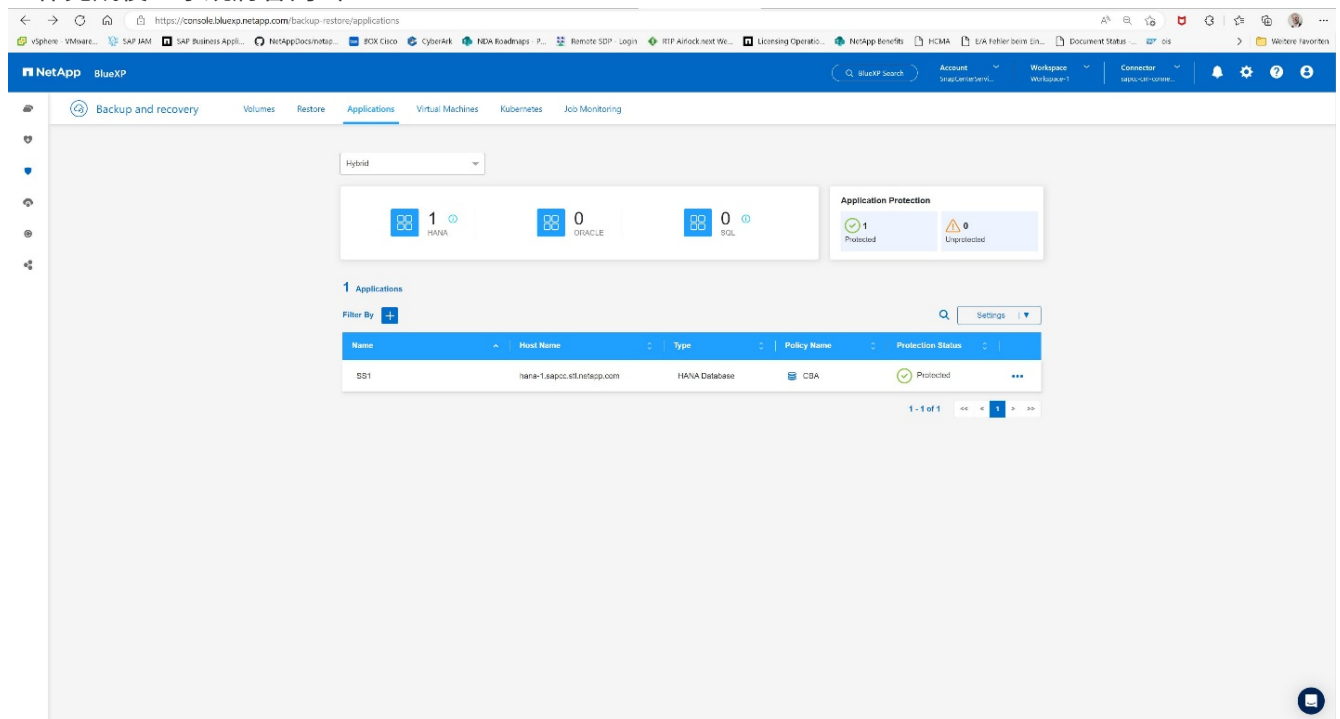 https://console.bluexp.netapp.com/backup-restore/applications
vSphere - VMware... SAP JAM SAP Business Appli... NetAppDocs/netap... BOX Cisco CyberArk NDA Roadmaps - P... Remote SDP - Login RTP Airlock.next We... Licensing Operatio... NetApp Benefits HCMA E/A Fehler beim Ein... Document Status -... ois Weitere Favoriten
NetApp BlueXP BlueXP Search Account Workspace Connector
SnapCenterServi... Workspace-1
Backup and recovery Volumes Restore Applications Virtual Machines Kubernetes Job Monitoring
Hybrid
1 HANA 0 ORACLE 0 SQL
Application Protection
1 Protected 0 Unprotected
1 Applications
Filter By + Settings
Name Host Name Type Policy Name Protection Status
SS1 hana-1.sapcc.stl.netapp.com HANA Database CBA Protected
1 - 1 of 1 << < 1 > >>